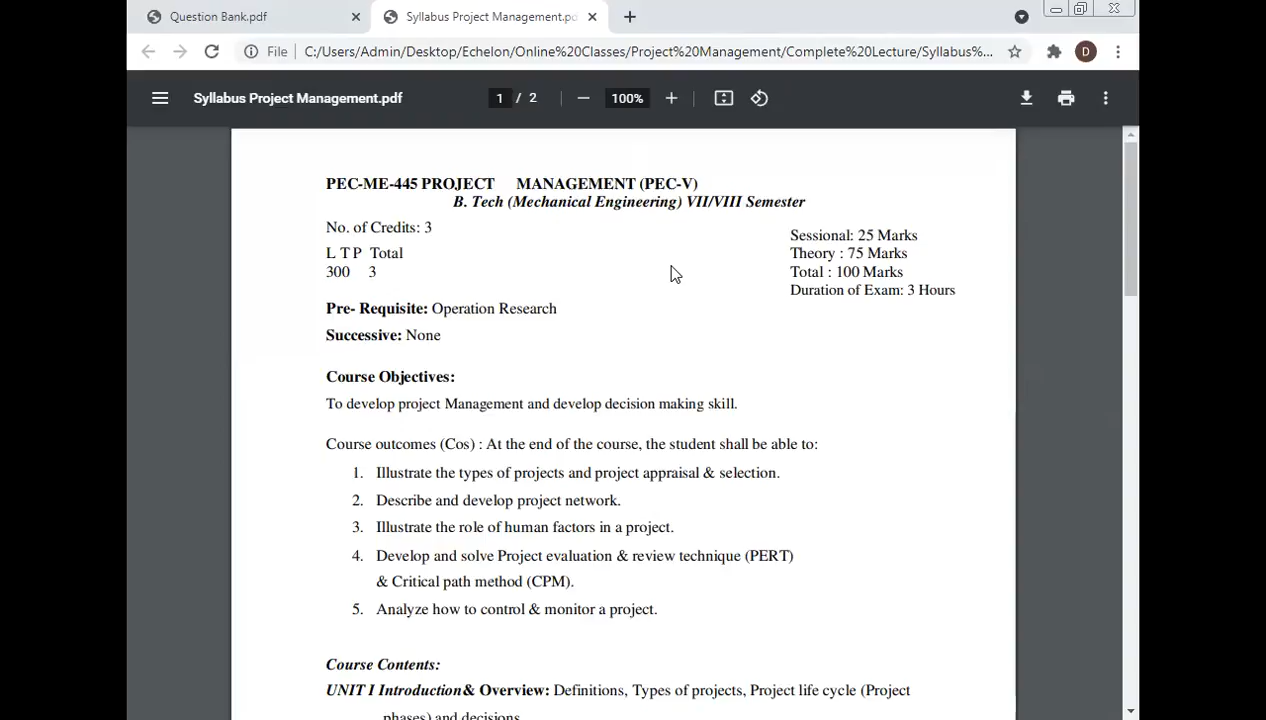 Question Bank.pdf
Syllabus Project Management.pd
File C:/Users/Admin/Desktop/Echelon/Online%20Classes/Project%20Management/Complete%20Lecture/Syllabus%...
D
Syllabus Project Management.pdf
1 / 2
100%
PEC-ME-445 PROJECT MANAGEMENT (PEC-V)
B. Tech (Mechanical Engineering) VII/VIII Semester
No. of Credits: 3
L T P Total
300 3
Sessional: 25 Marks
Theory : 75 Marks
Total : 100 Marks
Duration of Exam: 3 Hours
Pre- Requisite: Operation Research
Successive: None
Course Objectives:
To develop project Management and develop decision making skill.
Course outcomes (Cos) : At the end of the course, the student shall be able to:
1. Illustrate the types of projects and project appraisal & selection.
2. Describe and develop project network.
3. Illustrate the role of human factors in a project.
4. Develop and solve Project evaluation & review technique (PERT)
& Critical path method (CPM).
5. Analyze how to control & monitor a project.
Course Contents:
UNIT I Introduction & Overview: Definitions, Types of projects, Project life cycle (Project
phases) and decisions